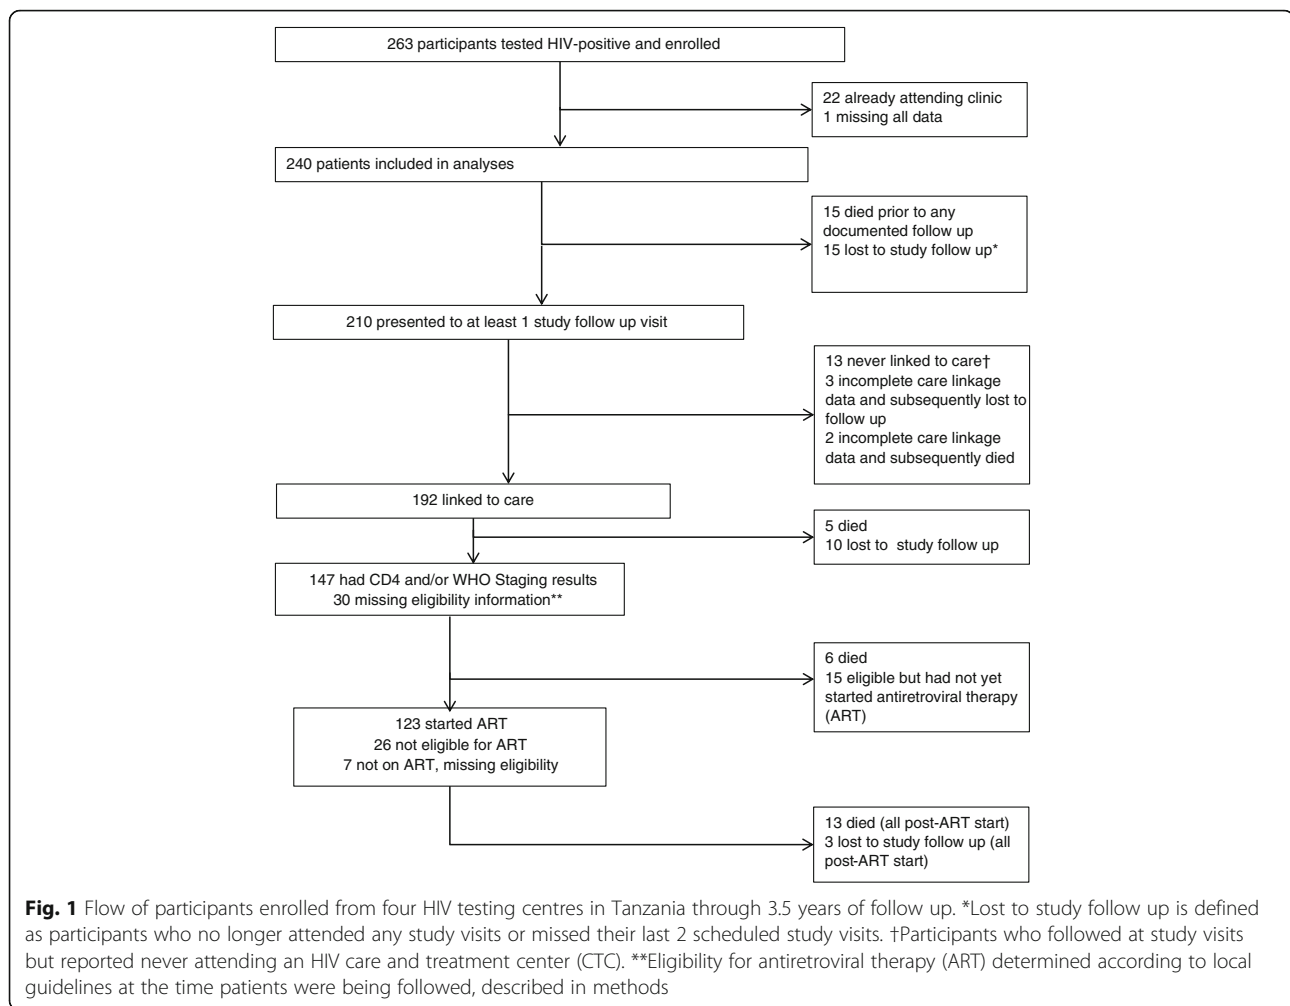 263 participants tested HIV-positive and enrolled
22 already attending clinic
1 missing all data
240 patients included in analyses
15 died prior to any
documented follow up
15 lost to study follow up*
210 presented to at least 1 study follow up visit
13 never linked to care†
3 incomplete care linkage
data and subsequently lost to
follow up
2 incomplete care linkage
data and subsequently died
192 linked to care
5 died
10 lost to  study follow up
147 had CD4 and/or WHO Staging results
30 missing eligibility information**
6 died
15 eligible but had not yet
started antiretroviral therapy
(ART)
123 started ART
26 not eligible for ART
7 not on ART, missing eligibility
13 died (all post-ART start)
3 lost to study follow up (all
post-ART start)
Fig. 1 Flow of participants enrolled from four HIV testing centres in Tanzania through 3.5 years of follow up. *Lost to study follow up is defined
as participants who no longer attended any study visits or missed their last 2 scheduled study visits. †Participants who followed at study visits
but reported never attending an HIV care and treatment center (CTC). **Eligibility for antiretroviral therapy (ART) determined according to local
guidelines at the time patients were being followed, described in methods